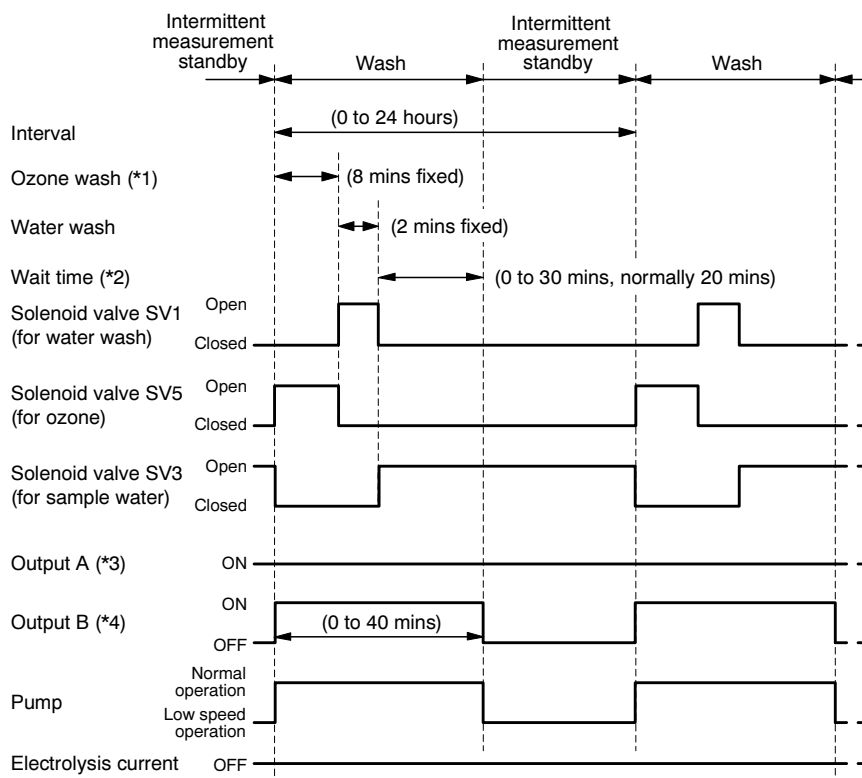 Intermittent
measurement
standby
Wash
Intermittent
measurement
standby
Wash
Interval
(0 to 24 hours)
Ozone wash (*1)
(8 mins fixed)
Water wash
(2 mins fixed)
Wait time (*2)
(0 to 30 mins, normally 20 mins)
Solenoid valve SV1
(for water wash)
Open
Closed
Solenoid valve SV5
(for ozone)
Open
Closed
Solenoid valve SV3
(for sample water)
Open
Closed
Output A (*3)
ON
Output B (*4)
ON
OFF
(0 to 40 mins)
Pump
Normal
operation
Low speed
operation
Electrolysis current
OFF